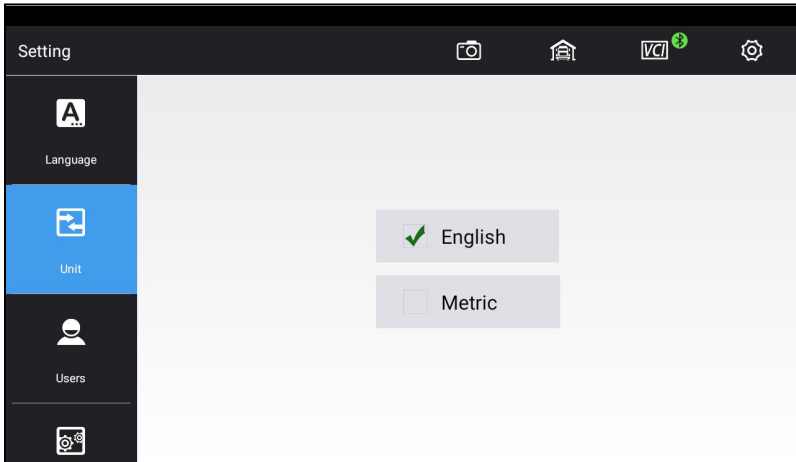 Setting
VCI
A...
Language
Unit
English
Metric
Users